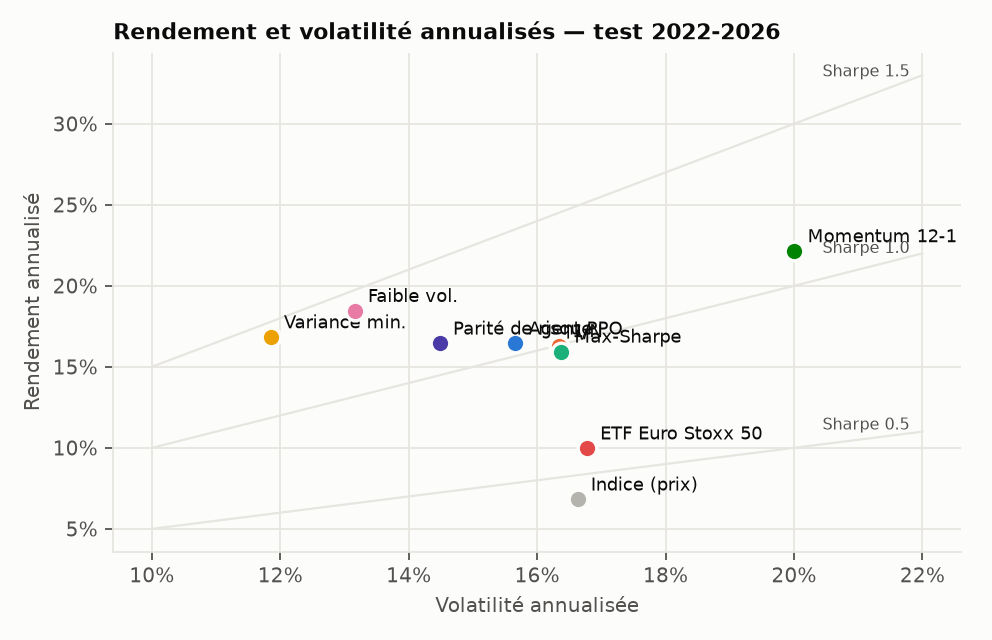 Rendement et volatilité annualisés — test 2022-2026
Sharpe 1.5
30%
25%
Momentum 12-1
Sharpe 1.0
20%
Faible vol.
Variance min.
Parité de
PPO
Max-Sharpe
15%
ETF Euro Stoxx 50
Sharpe 0.5
10%
Indice (prix)
5%
Rendement annualisé
10%
12%
14%
16%
18%
20%
22%
Volatilité annualisée